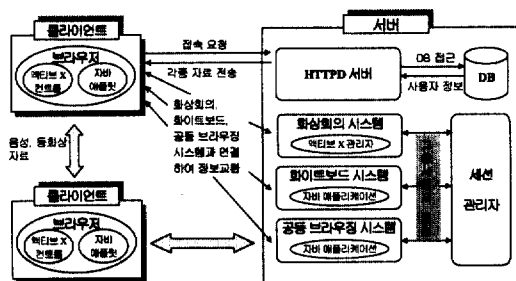 클라이언트
브라우저
액티브 X
컨트롤
자바
애플릿
음성, 동화상
자료
클라이언트
브라우저
액티브 X
컨트롤
자바
애플릿
접속 요청
각종 자료 전송
화상회의,
화이트보드,
공동 브라우징
시스템과 연결
하여 정보교환
서버
HTTPD 서버
DB 접근
사용자 정보
DB
화상회의 시스템
액티브 X 관리자
화이트보드 시스템
자바 애플리케이션
공동 브라우징 시스템
자바 애플리케이션
세션
관리자